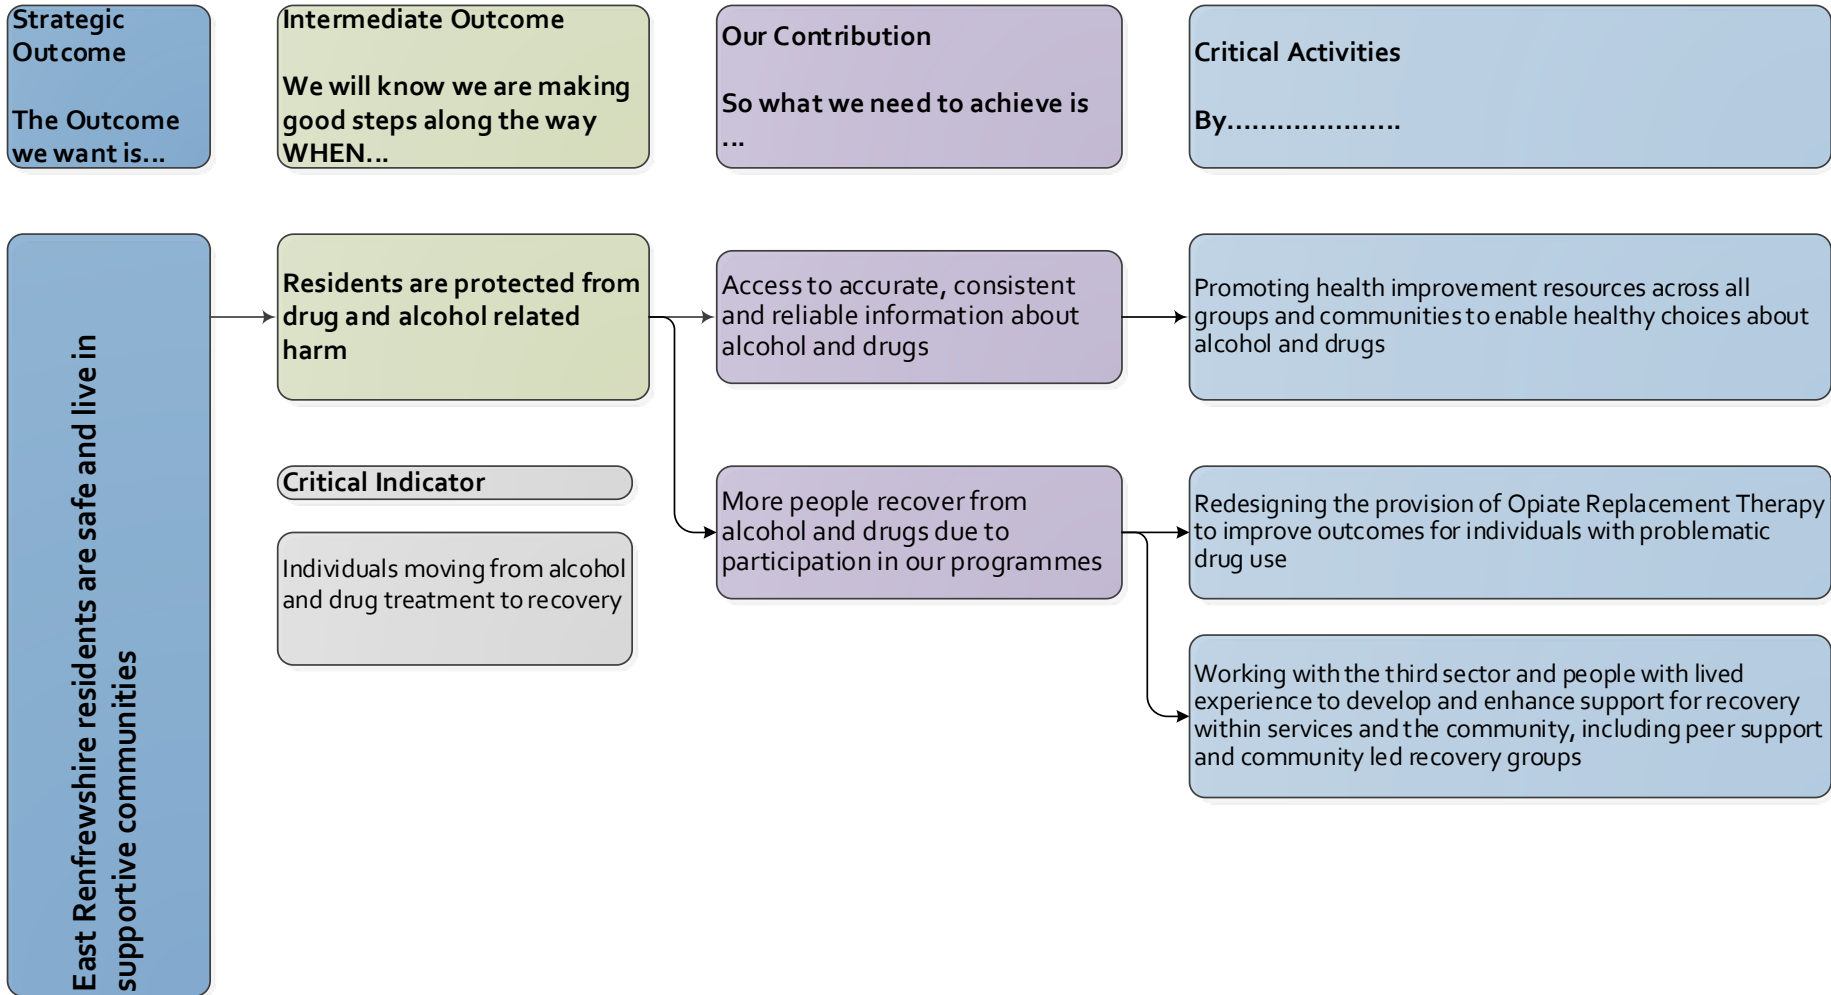 Strategic
Outcome
The Outcome
we want is...
Intermediate Outcome
We will know we are making
good steps along the way
WHEN...
Our Contribution
So what we need to achieve is
...
Critical Activities
By.....................
East Renfrewshire residents are safe and live in
supportive communities
Residents are protected from
drug and alcohol related
harm
Access to accurate, consistent
and reliable information about
alcohol and drugs
Promoting health improvement resources across all
groups and communities to enable healthy choices about
alcohol and drugs
Critical Indicator
Individuals moving from alcohol
and drug treatment to recovery
More people recover from
alcohol and drugs due to
participation in our programmes
Redesigning the provision of Opiate Replacement Therapy
to improve outcomes for individuals with problematic
drug use
Working with the third sector and people with lived
experience to develop and enhance support for recovery
within services and the community, including peer support
and community led recovery groups